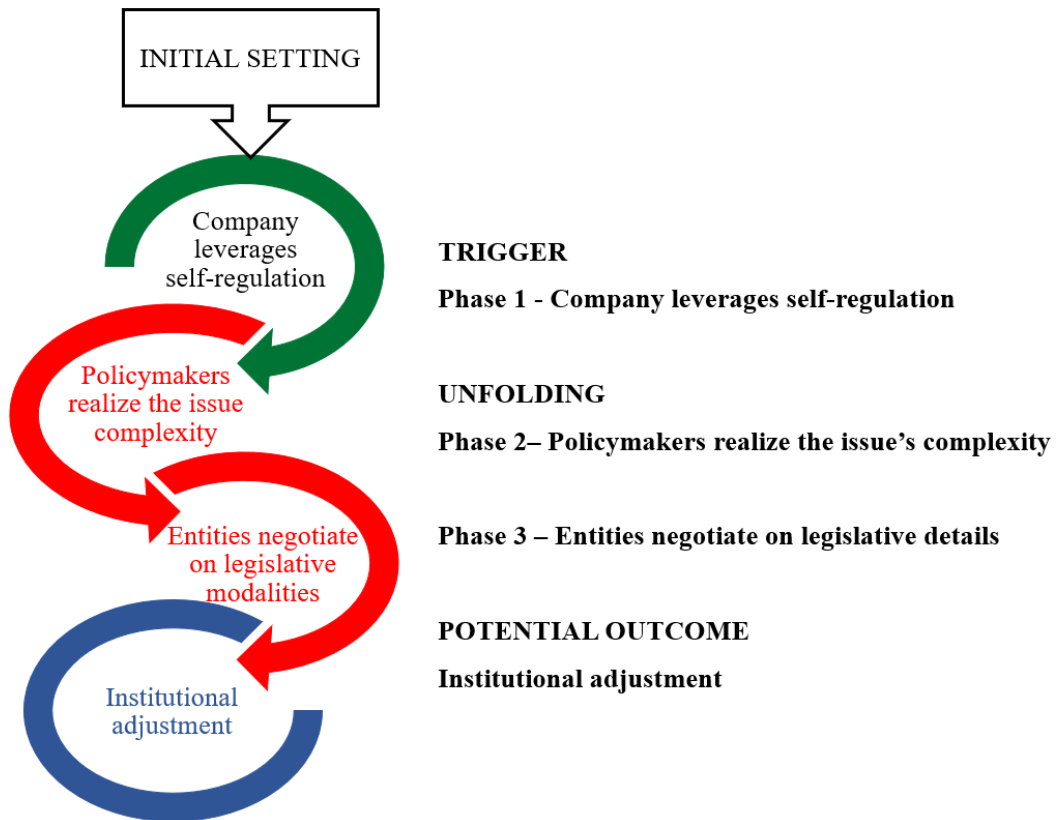 INITIAL SETTING
Company
leverages
self-regulation
TRIGGER
Phase 1 - Company leverages self-regulation
Policymakers
realize the issue
complexity
UNFOLDING
Phase 2– Policymakers realize the issue’s complexity
Entities negotiate
on legislative
modalities
Phase 3 – Entities negotiate on legislative details
Institutional
adjustment
POTENTIAL OUTCOME
Institutional adjustment